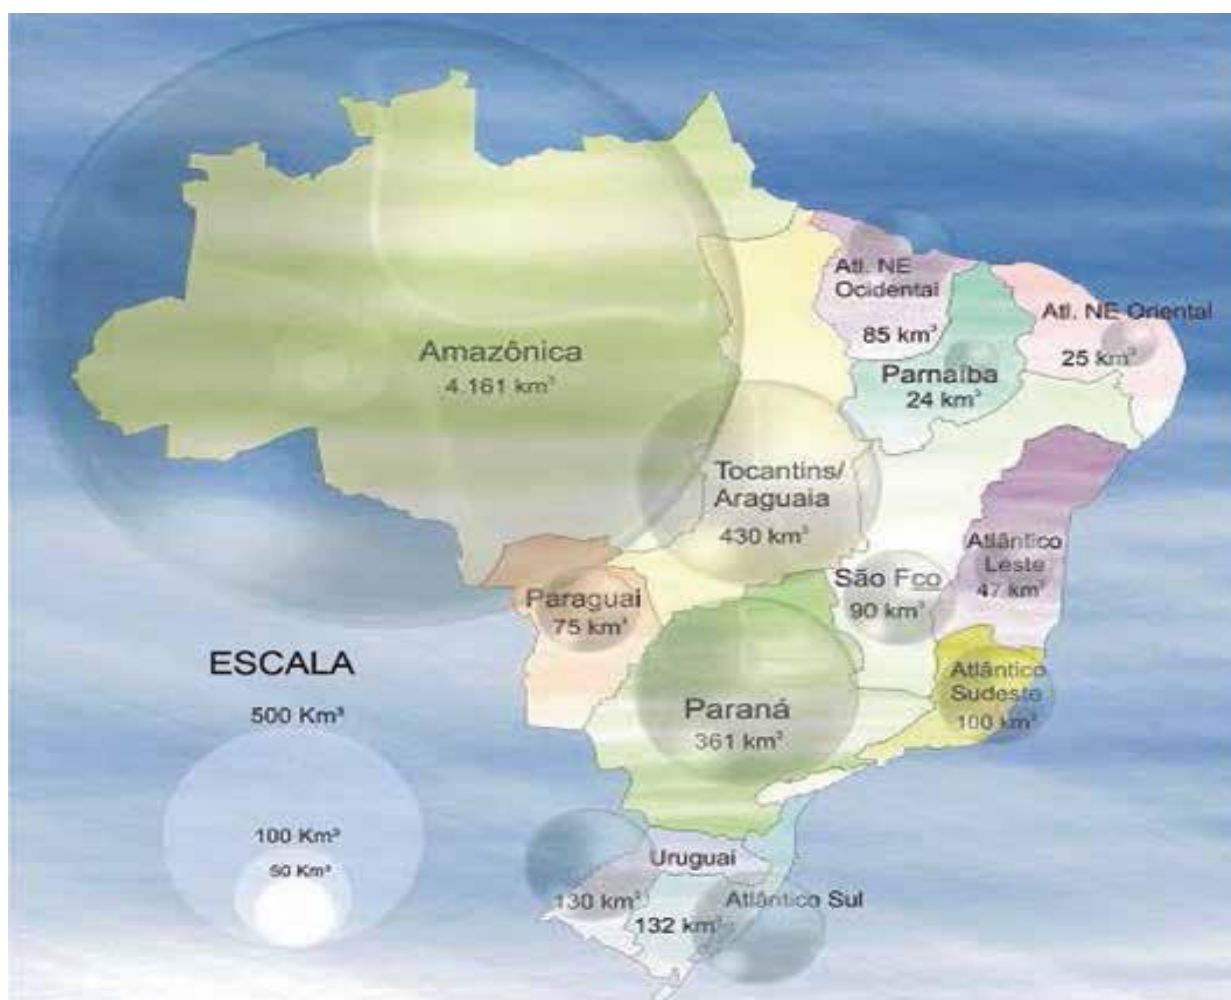 Atl. NE
Ocidental
85 km³
Atl. NE Oriental
25 km³
Amazônica
4.161 km³
Parnaíba
24 km³
Tocantins/
Araguaia
430 km³
Atlântico
Leste
47 km³
São Fco
90 km³
Paraguai
75 km³
ESCALA
500 Km³
100 Km³
50 Km³
Atlântico
Sudeste
100 km³
Paraná
361 km³
Uruguai
130 km³
Atlântico Sul
132 km³